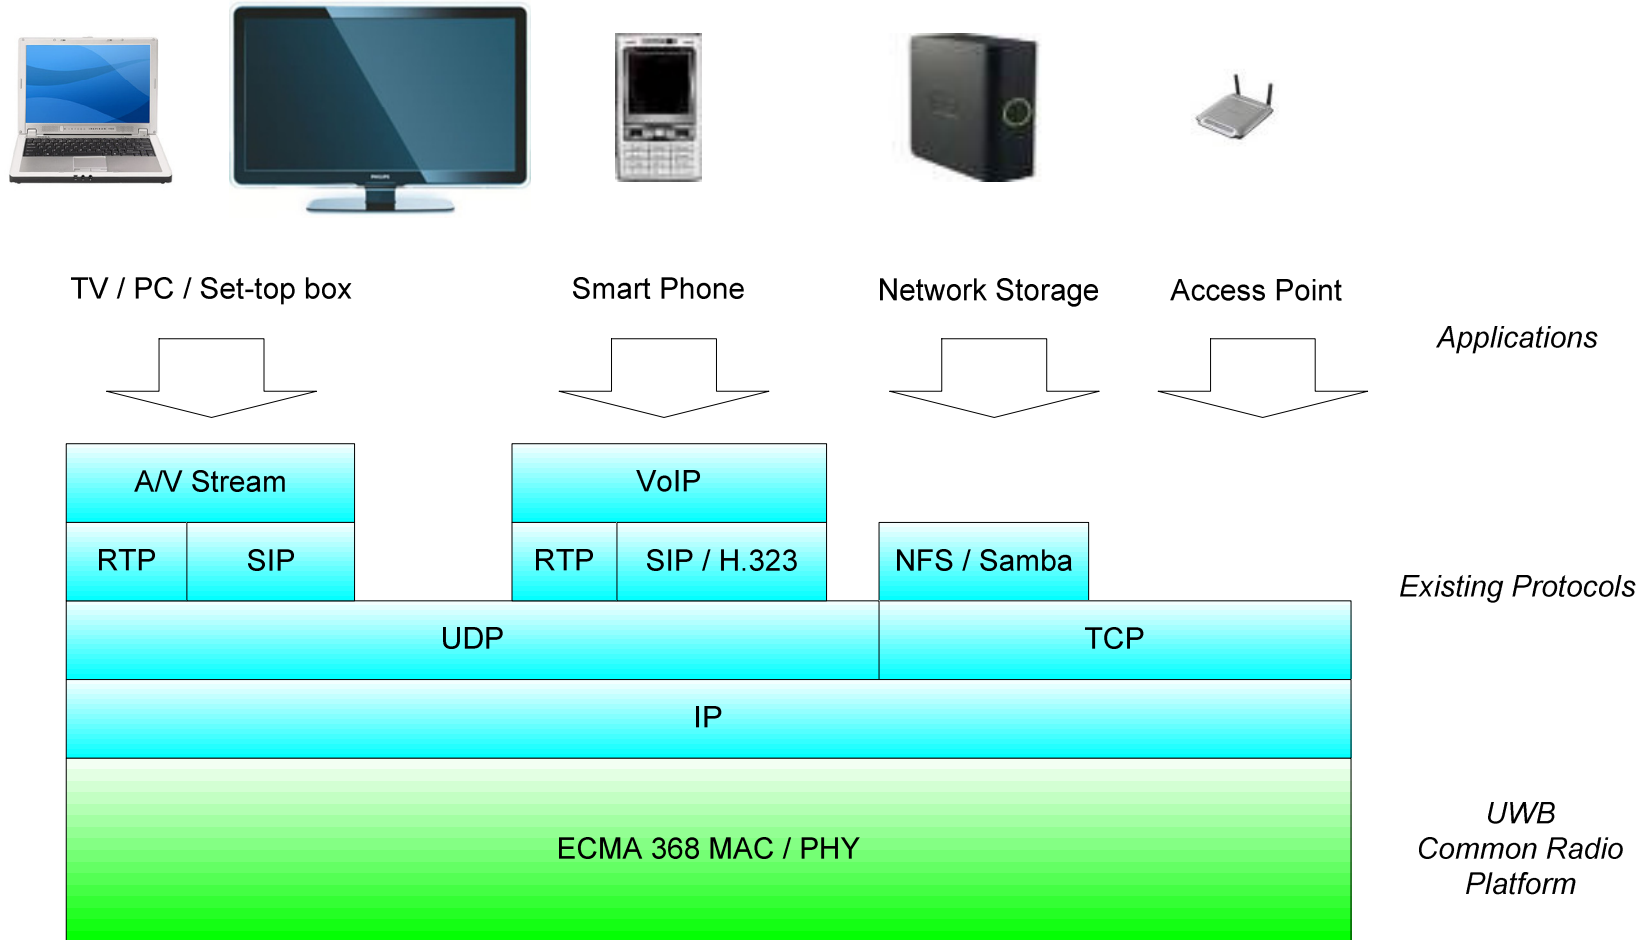 PHILIPS
TV / PC / Set-top box
Smart Phone
Network Storage
Access Point
Applications
A/V Stream
VoIP
RTP
SIP
RTP
SIP / H.323
NFS / Samba
Existing Protocols
UDP
TCP
IP
UWB
Common Radio
Platform
ECMA 368 MAC / PHY